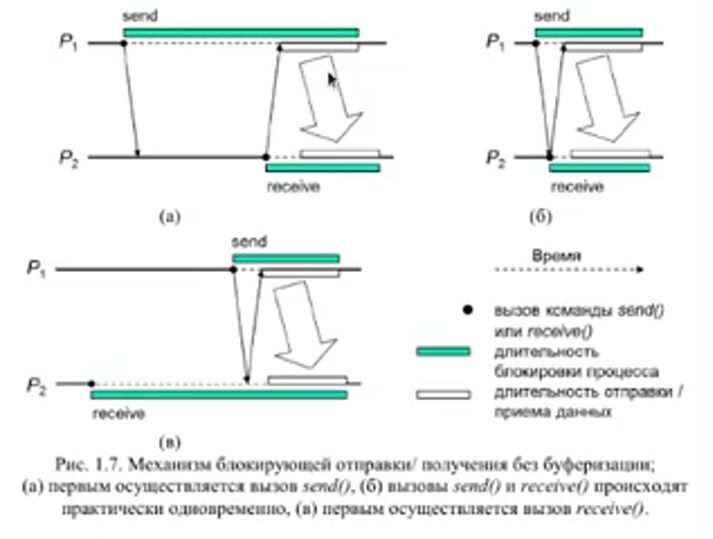 send
P₁
P₂
receive
(а)
send
P₁
P₂
receive
(б)
send
P₁
P₂
receive
(в)
Время
вызов команды send()
или receive()
длительность
блокировки процесса
длительность отправки /
приема данных
Рис. 1.7. Механизм блокирующей отправки/ получения без буферизации;
(а) первым осуществляется вызов send(), (б) вызовы send() и receive() происходят
практически одновременно, (в) первым осуществляется вызов receive().